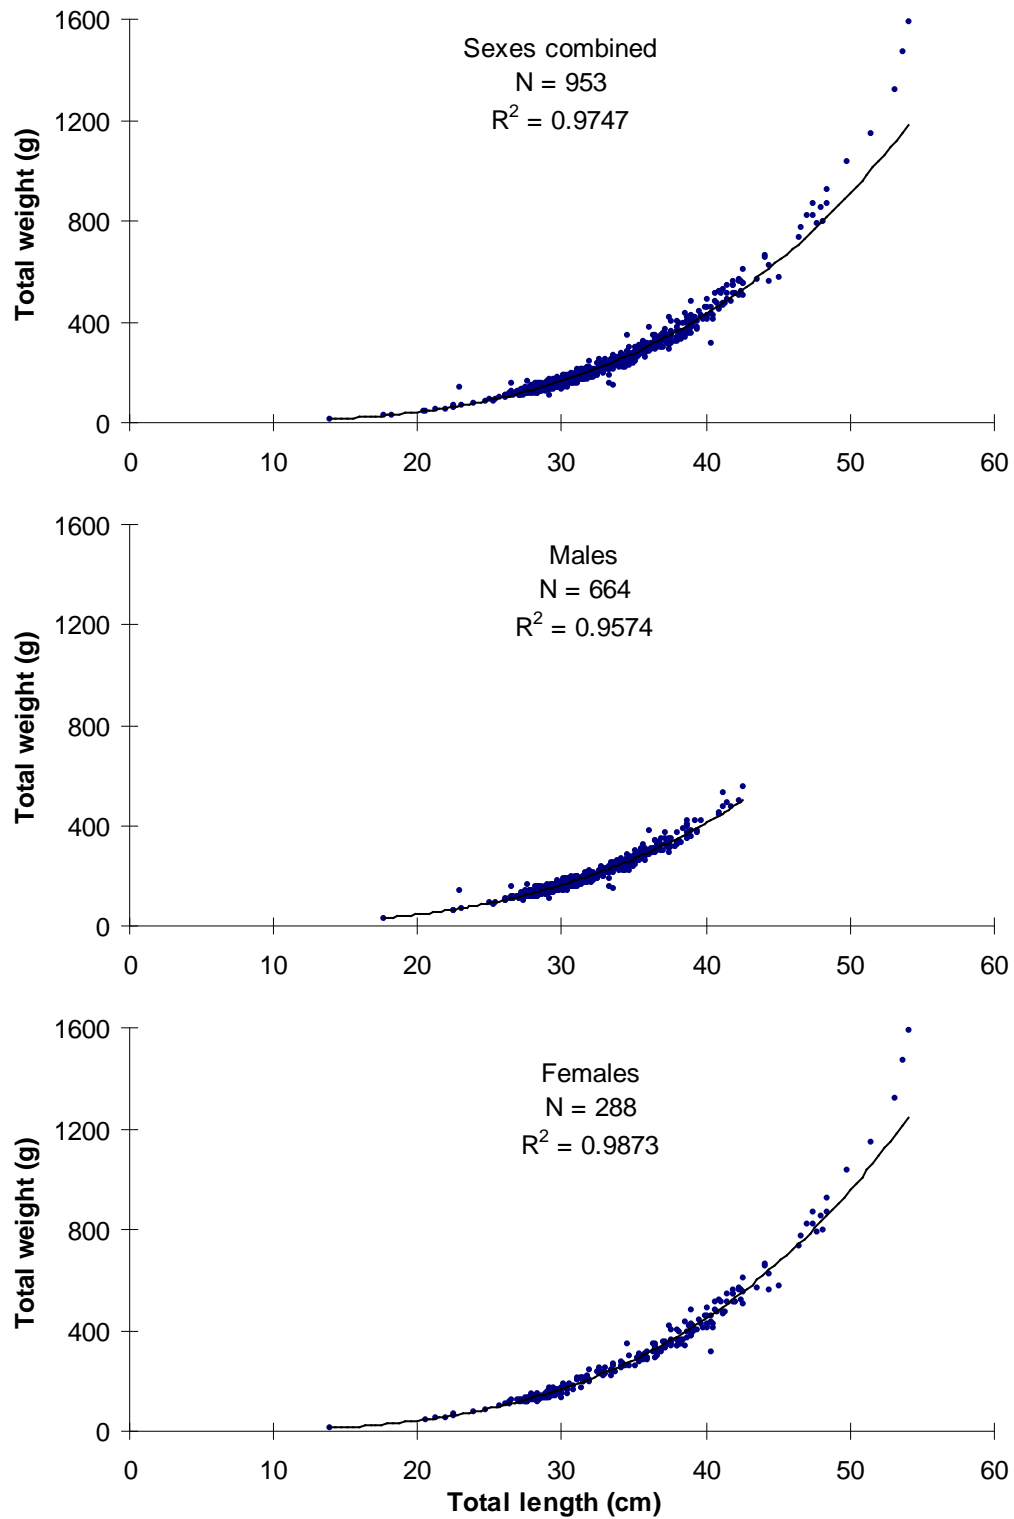 Sexes combined
N = 953
R² = 0.9747
Total weight (g)
1600
1200
800
400
0
0 10 20 30 40 50 60
Males
N = 664
R² = 0.9574
Total weight (g)
1600
1200
800
400
0
0 10 20 30 40 50 60
Females
N = 288
R² = 0.9873
Total weight (g)
1600
1200
800
400
0
0 10 20 30 40 50 60
Total length (cm)